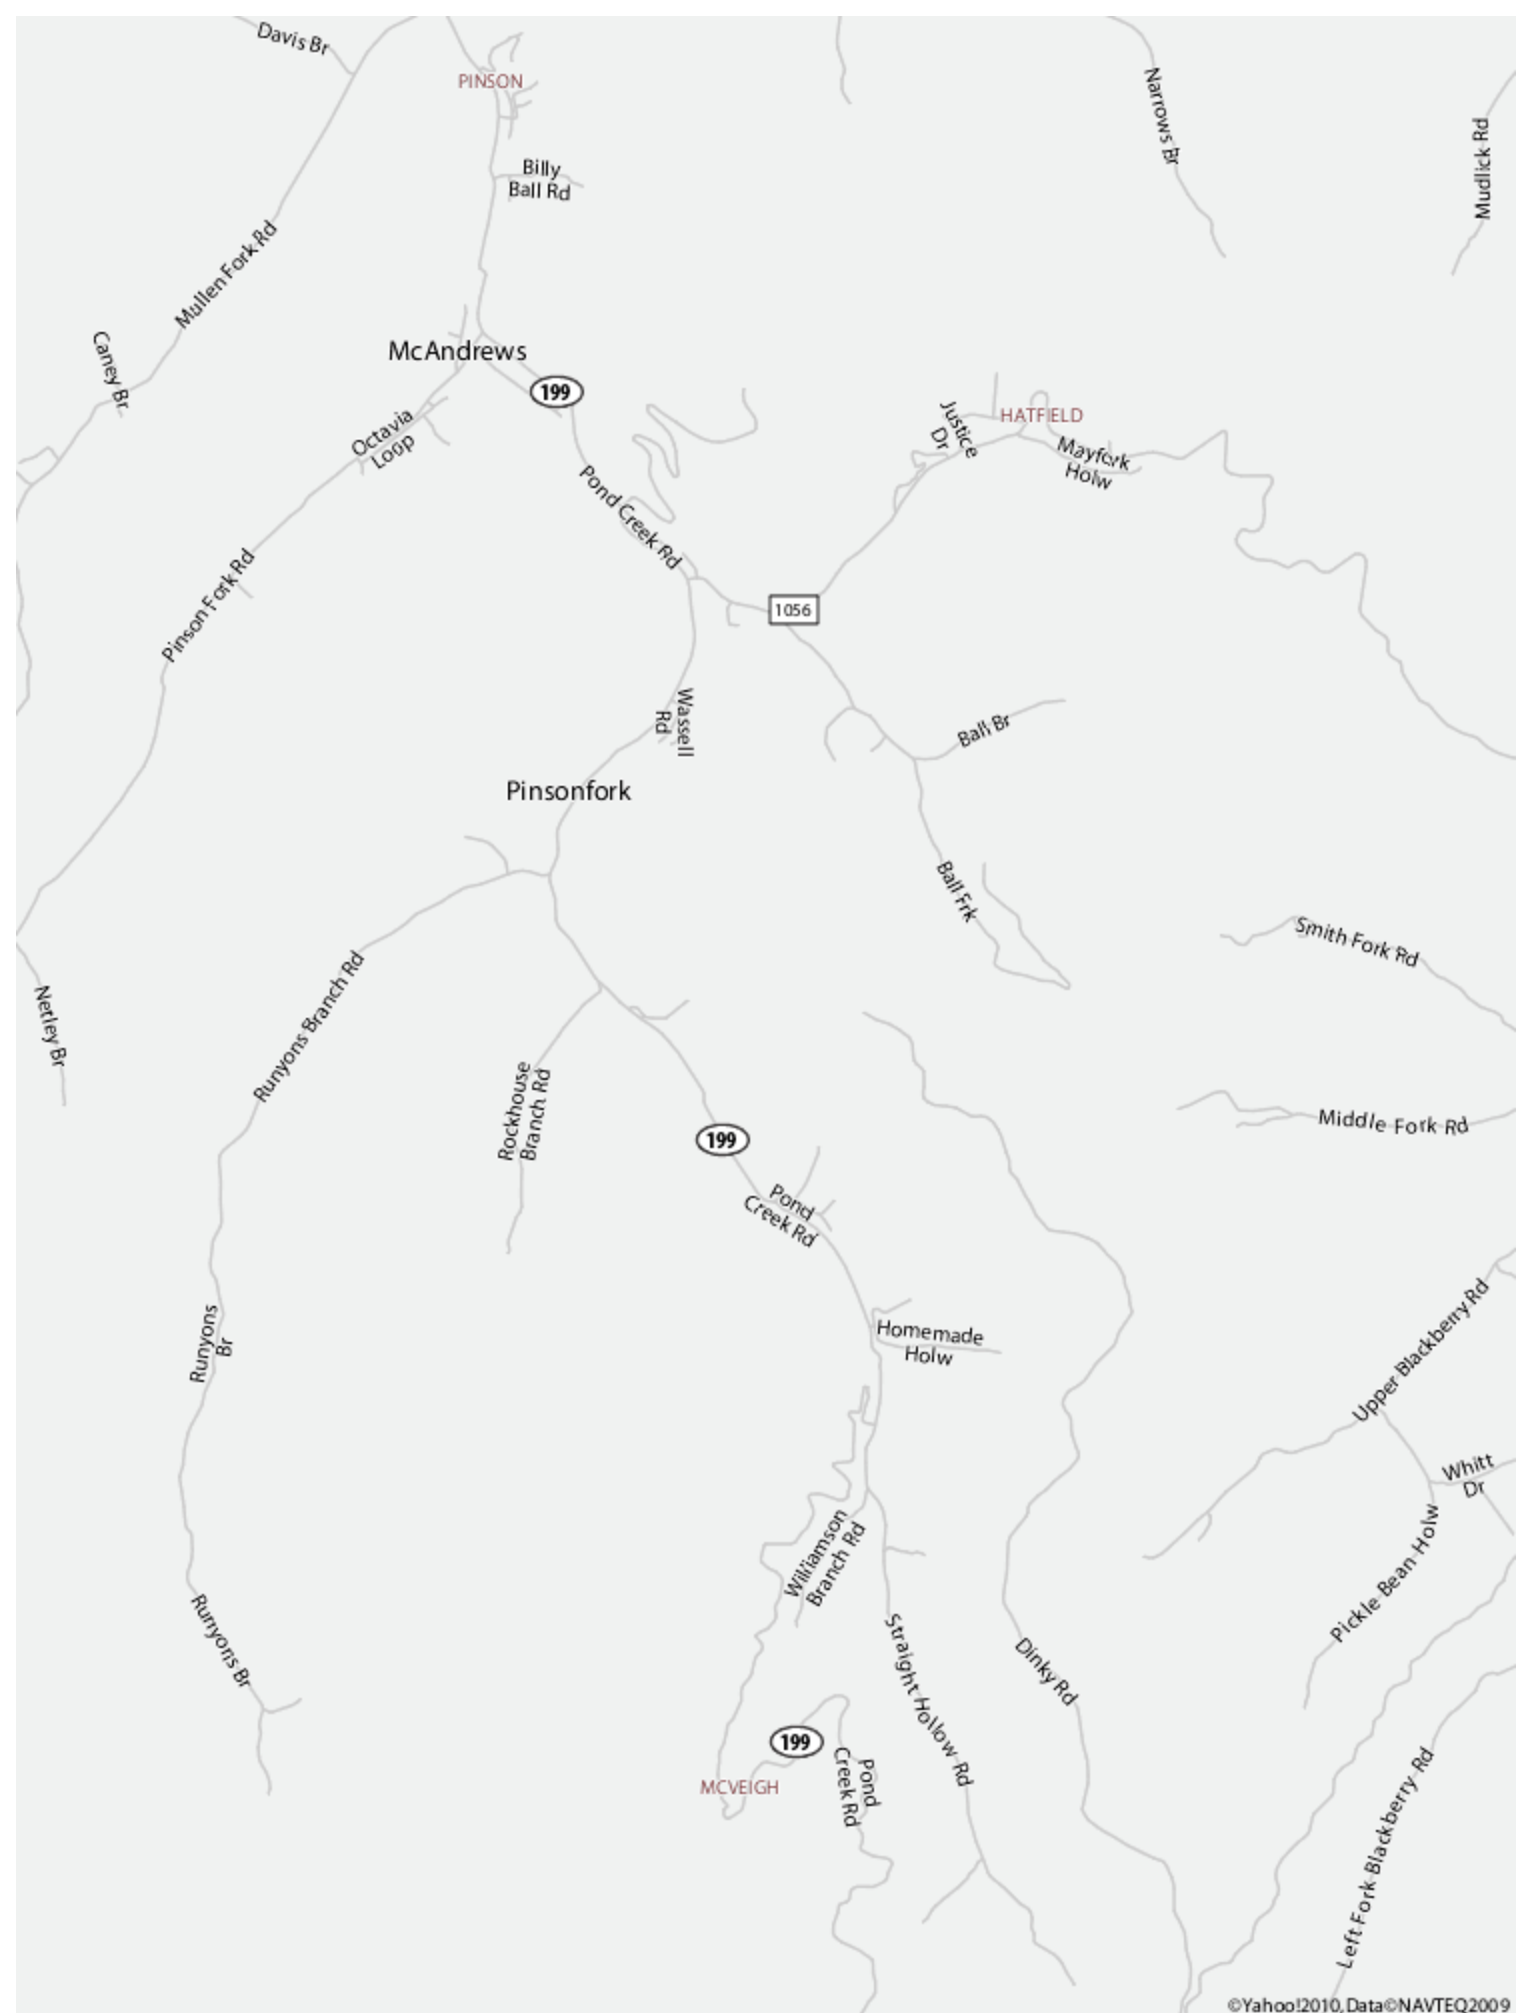 Davis Br
PINSON
Narrows Br
Mudlick Rd
Billy
Ball Rd
Mullen Fork Rd
Caney Br
McAndrews
199
Octavia
Loop
Justice
Dr
HATFIELD
Mayfork
Holw
Pond Creek Rd
Pinson Fork Rd
1056
Wassell
Rd
Ball Br
Pinsonfork
Ball Frk
Smith Fork Rd
Netley Br
Runyons Branch Rd
Rockhouse
Branch Rd
199
Middle Fork Rd
Pond
Creek Rd
Runyons
Br
Homemade
Holw
Upper Blackberry Rd
Whitt
Dr
Williamson
Branch Rd
Pickle Bean Holw
Runyons Br
Straight Hollow Rd
Dinky Rd
199
Pond
Creek Rd
MCVEIGH
Left Fork Blackberry Rd
©Yahoo!2010, Data©NAVTEQ2009